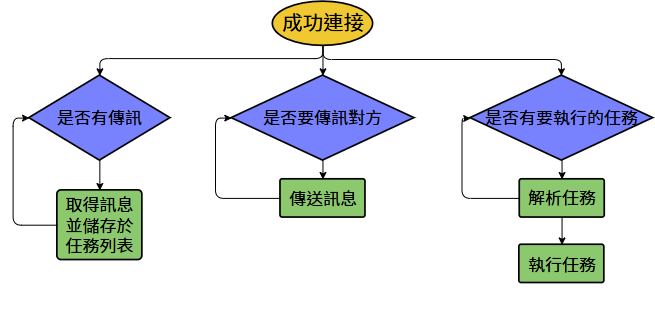 成功連接
是否有傳訊
是否要傳訊對方
是否有要執行的任務
取得訊息
並儲存於
任務列表
傳送訊息
解析任務
執行任務